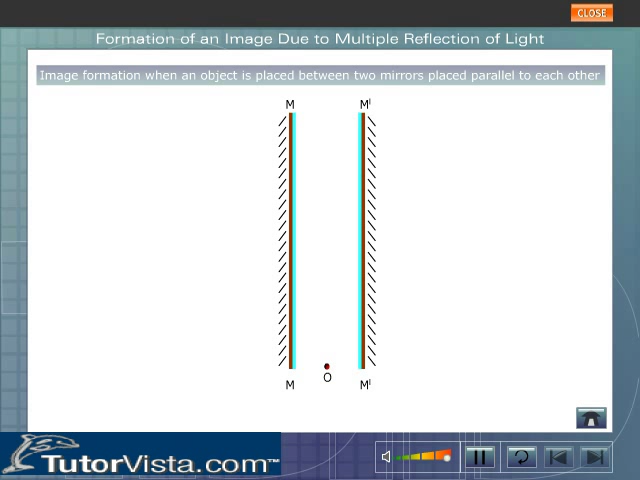 CLOSE
Formation of an Image Due to Multiple Reflection of Light
Image formation when an object is placed between two mirrors placed parallel to each other
M M^I
O
M M^I
TutorVista.com™